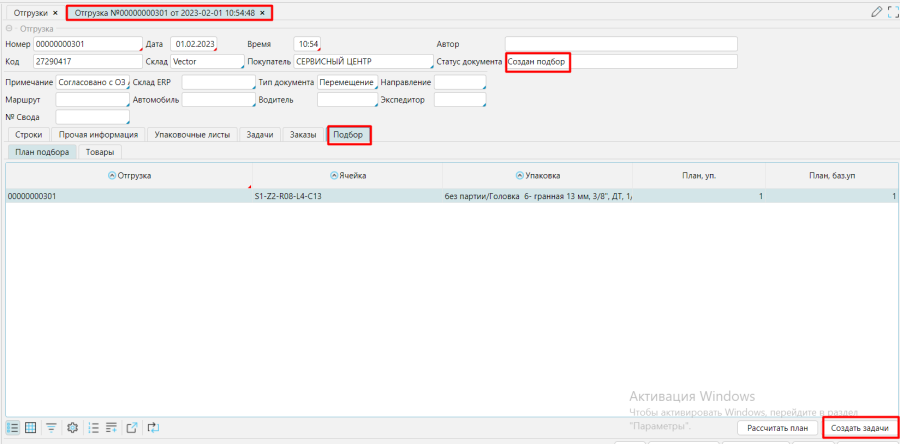 Отгрузки × Отгрузка №00000000301 от 2023-02-01 10:54:48 ×
Отгрузка
Номер 00000000301 Дата 01.02.2023 Время 10:54 Автор
Код 27290417 Склад Vector Покупатель СЕРВИСНЫЙ ЦЕНТР Статус документа Создан подбор
Примечание Согласовано с ОЗ Склад ERP Тип документа Перемещение Направление
Маршрут Автомобиль Водитель Экспедитор
№ Свода
Строки Прочая информация Упаковочные листы Задачи Заказы Подбор
План подбора Товары
Отгрузка Ячейка Упаковка План, уп. План, баз.уп
00000000301 S1-Z2-R08-L4-C13 без партии/Головка 6- гранная 13 мм, 3/8", ДТ, 1/ 1 1
Активация Windows
Чтобы активировать Windows, перейдите в раздел
"Параметры".
Рассчитать план Создать задачи